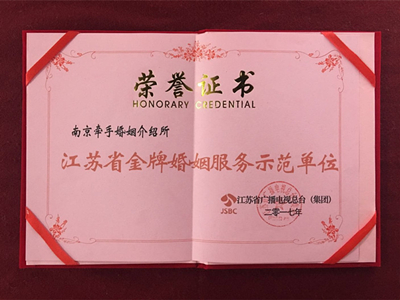 荣誉证书
HONORARY CREDENTIAL
南京牵手婚姻介绍所
江苏省金牌婚姻服务示范单位
JSBC
江苏省广播电视总台（集团）
二〇一七年